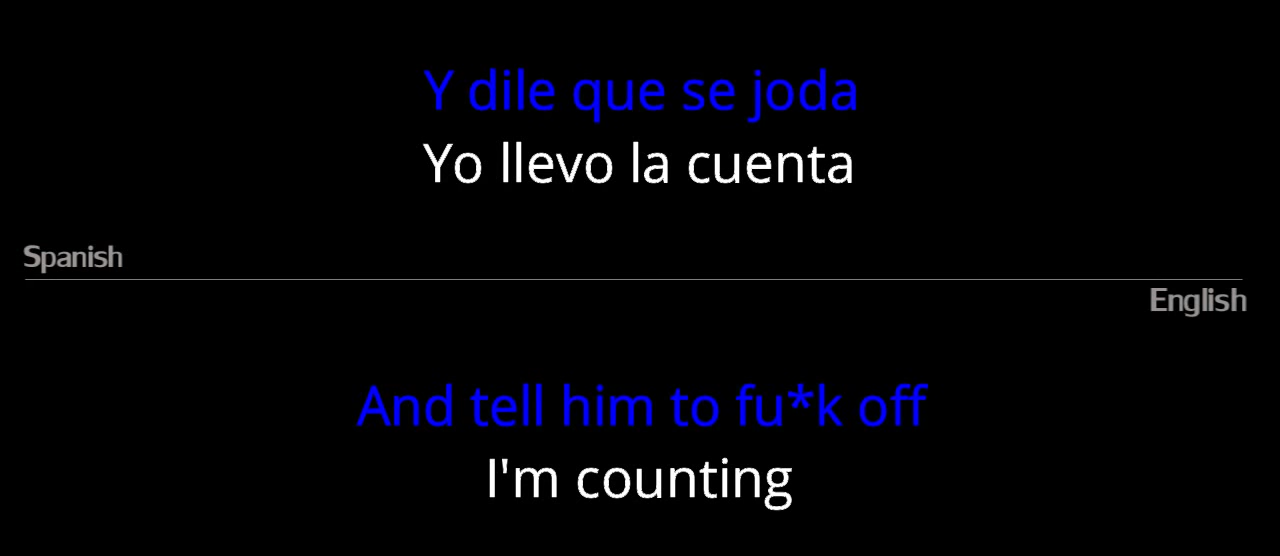 Y dile que se joda
Yo llevo la cuenta
Spanish
English
And tell him to fu*k off
I'm counting